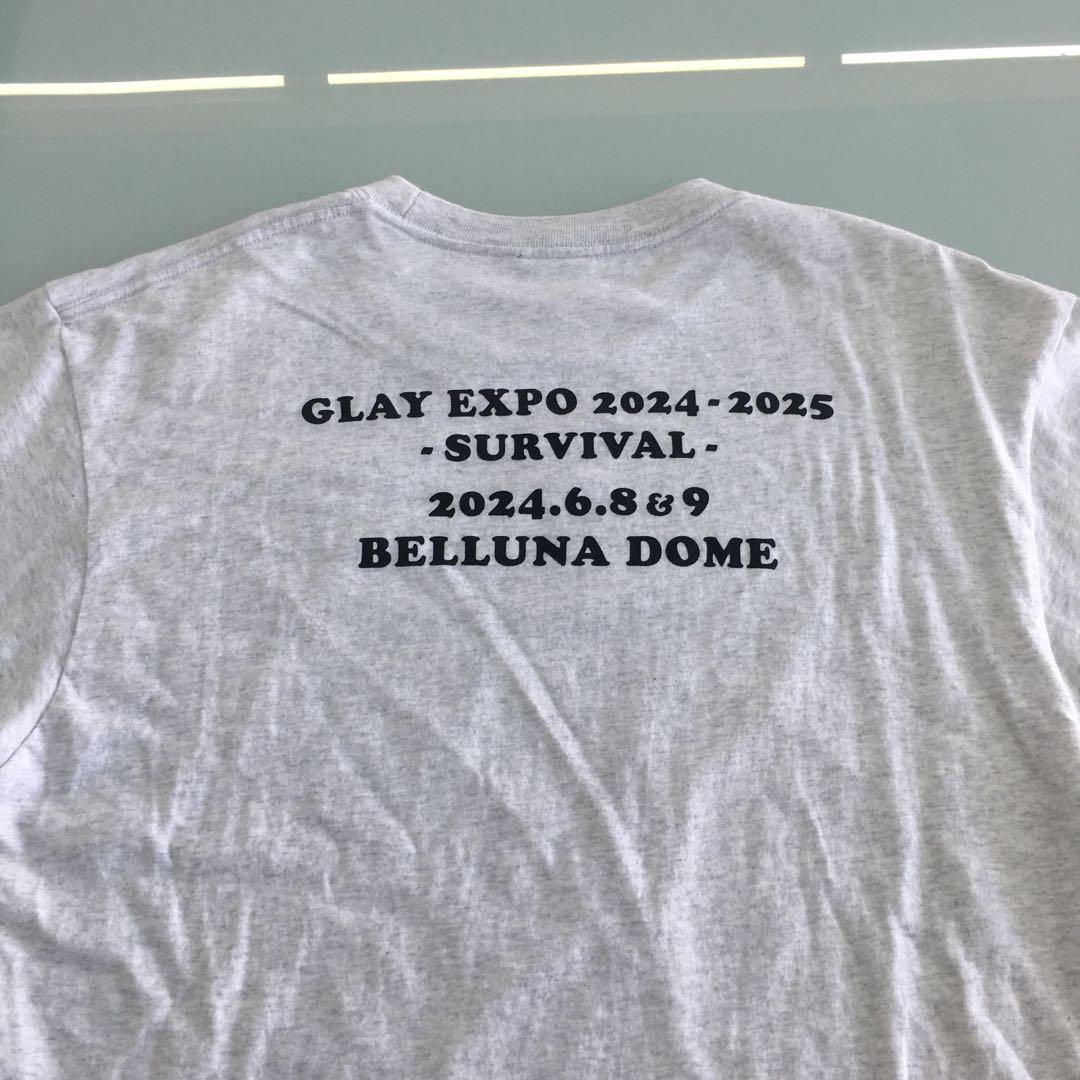 GLAY EXPO 2024-2025
- SURVIVAL -
2024.6.8 & 9
BELLUNA DOME